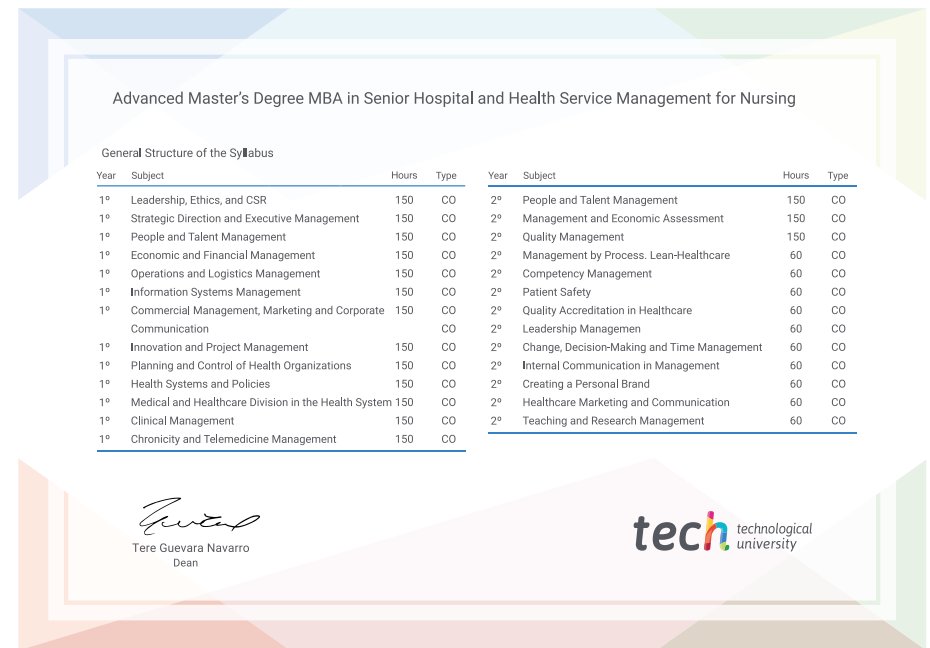 Advanced Master's Degree MBA in Senior Hospital and Health Service Management for Nursing
General Structure of the Syllabus
Year Subject Hours Type
1º Leadership, Ethics, and CSR 150 CO
1º Strategic Direction and Executive Management 150 CO
1º People and Talent Management 150 CO
1º Economic and Financial Management 150 CO
1º Operations and Logistics Management 150 CO
1º Information Systems Management 150 CO
1º Commercial Management, Marketing and Corporate 150 CO
Communication CO
1º Innovation and Project Management 150 CO
1º Planning and Control of Health Organizations 150 CO
1º Health Systems and Policies 150 CO
1º Medical and Healthcare Division in the Health System 150 CO
1º Clinical Management 150 CO
1º Chronicity and Telemedicine Management 150 CO
Year Subject Hours Type
2º People and Talent Management 150 CO
2º Management and Economic Assessment 150 CO
2º Quality Management 150 CO
2º Management by Process. Lean-Healthcare 60 CO
2º Competency Management 60 CO
2º Patient Safety 60 CO
2º Quality Accreditation in Healthcare 60 CO
2º Leadership Managemen 60 CO
2º Change, Decision-Making and Time Management 60 CO
2º Internal Communication in Management 60 CO
2º Creating a Personal Brand 60 CO
2º Healthcare Marketing and Communication 60 CO
2º Teaching and Research Management 60 CO
Tere Guevara Navarro
Dean
tech technological
university